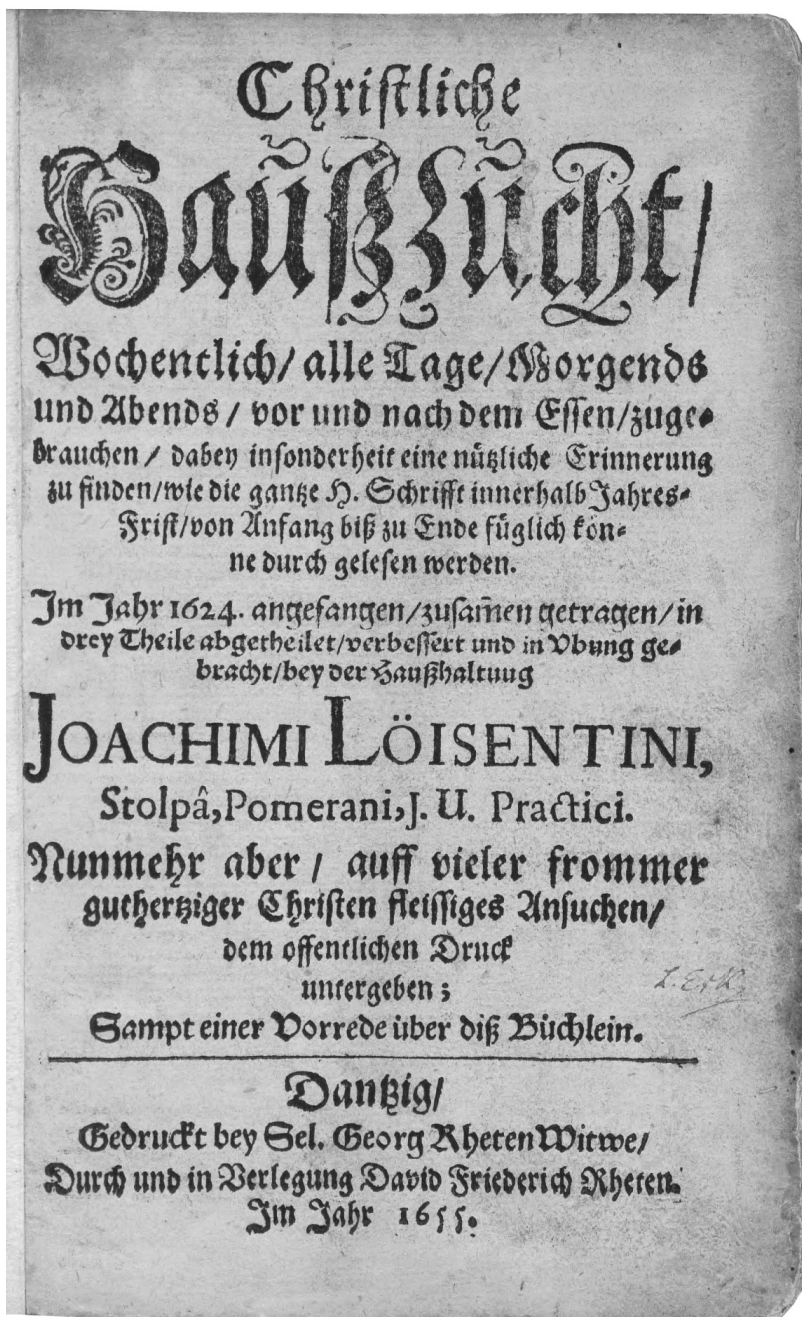 Christliche
Haußzucht/
Wochentlich/ alle Tage/Morgends
und Abends/ vor und nach dem Essen/zuge-
brauchen/ dabey insonderheit eine nützliche Erinnerung
zu finden/wie die gantze H. Schrifft innerhalb Jahres-
Frist/von Anfang biß zu Ende füglich kön-
ne durch gelesen werden.
Im Jahr 1624. angefangen/zusam̃en getragen/in
drey Theile abgetheilet/verbessert und in Vbung ge-
bracht/bey der Haußhaltung
JOACHIMI LÖISENTINI,
Stolpâ, Pomerani, J. U. Practici.
Nunmehr aber/ auff vieler frommer
guthertziger Christen fleissiges Ansuchen/
dem offentlichen Druck
untergeben;
Sampt einer Vorrede über diß Büchlein.
L. Erk
Dantzig/
Gedruckt bey Sel. Georg Rheten Witwe/
Durch und in Verlegung David Friederich Rheten.
Im Jahr 1655.